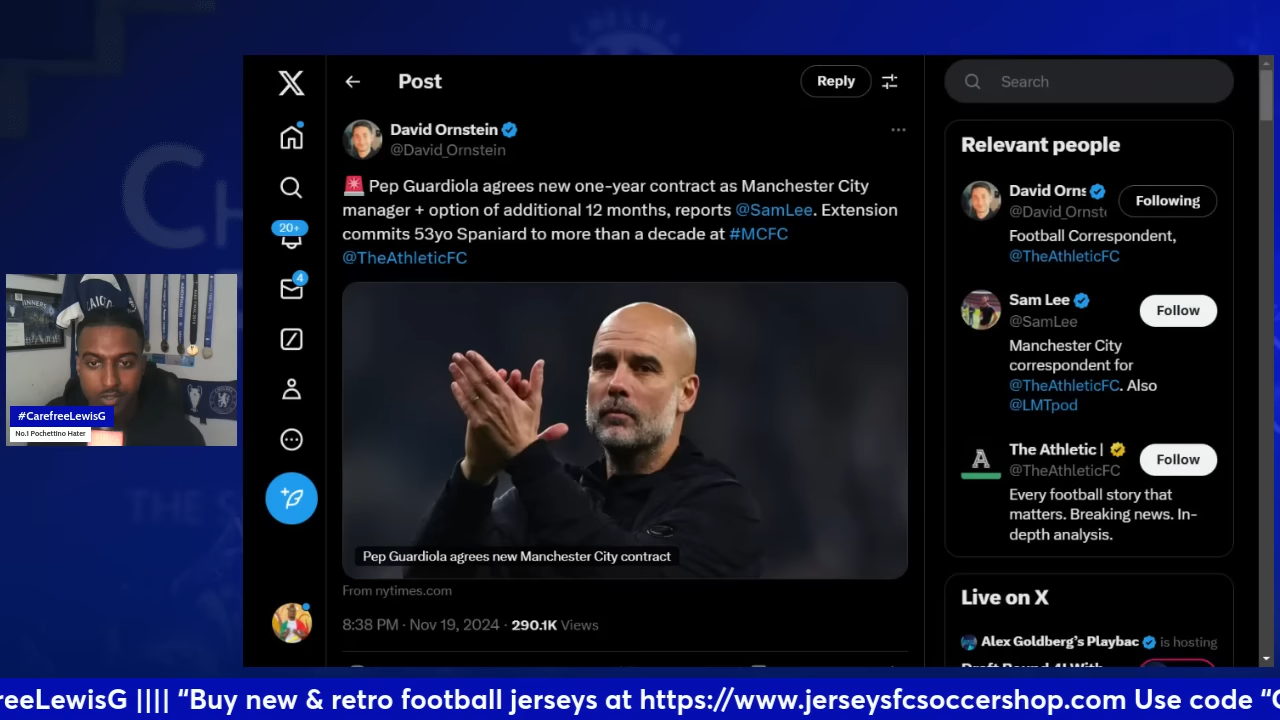 CHELSEA
CH
THE S
Post
Reply
Search
David Ornstein
@David_Ornstein
Pep Guardiola agrees new one-year contract as Manchester City
manager + option of additional 12 months, reports @SamLee. Extension
commits 53yo Spaniard to more than a decade at #MCFC
@TheAthleticFC
Pep Guardiola agrees new Manchester City contract
From nytimes.com
8:38 PM · Nov 19, 2024 · 290.1K Views
20+
4
Relevant people
David Orns
Following
@David_Ornste
Football Correspondent,
@TheAthleticFC
Sam Lee
Follow
@SamLee
Manchester City
correspondent for
@TheAthleticFC. Also
@LMTpod
The Athletic |
Follow
@TheAthleticFC
Every football story that
matters. Breaking news. In-
depth analysis.
Live on X
Alex Goldberg's Playbac is hosting
#CarefreeLewisG
No.1 Pochettino Hater
reeLewisG |||| “Buy new & retro football jerseys at https://www.jerseysfcsoccershop.com Use code “C